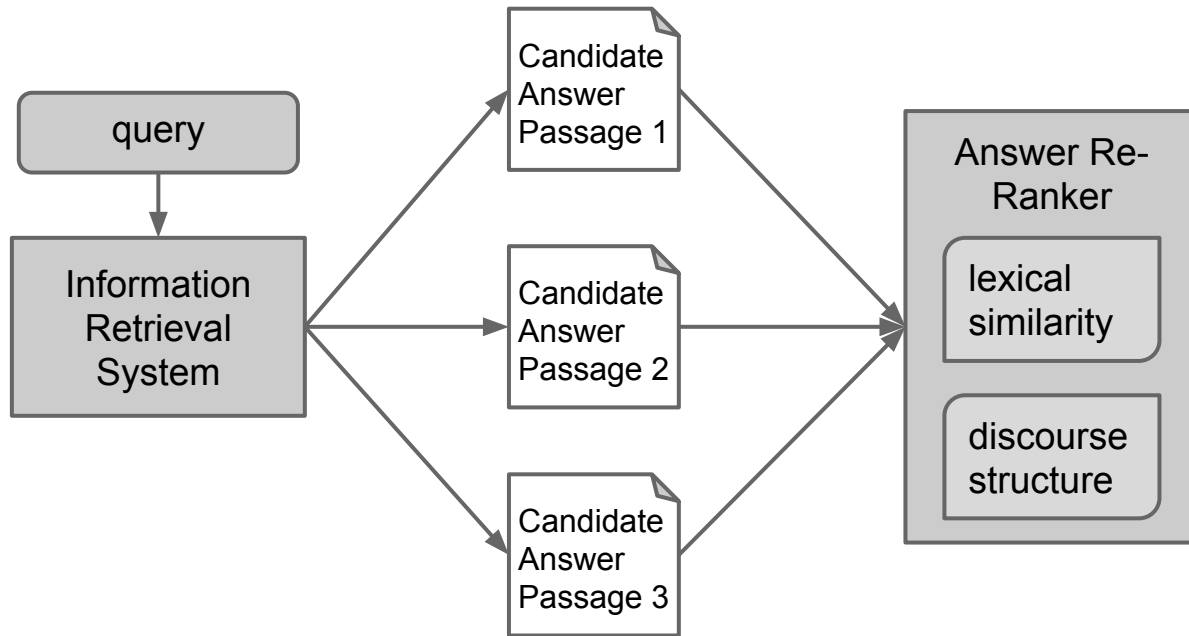 query
Information
Retrieval
System
Candidate
Answer
Passage 1
Candidate
Answer
Passage 2
Candidate
Answer
Passage 3
Answer Re-
Ranker
lexical
similarity
discourse
structure